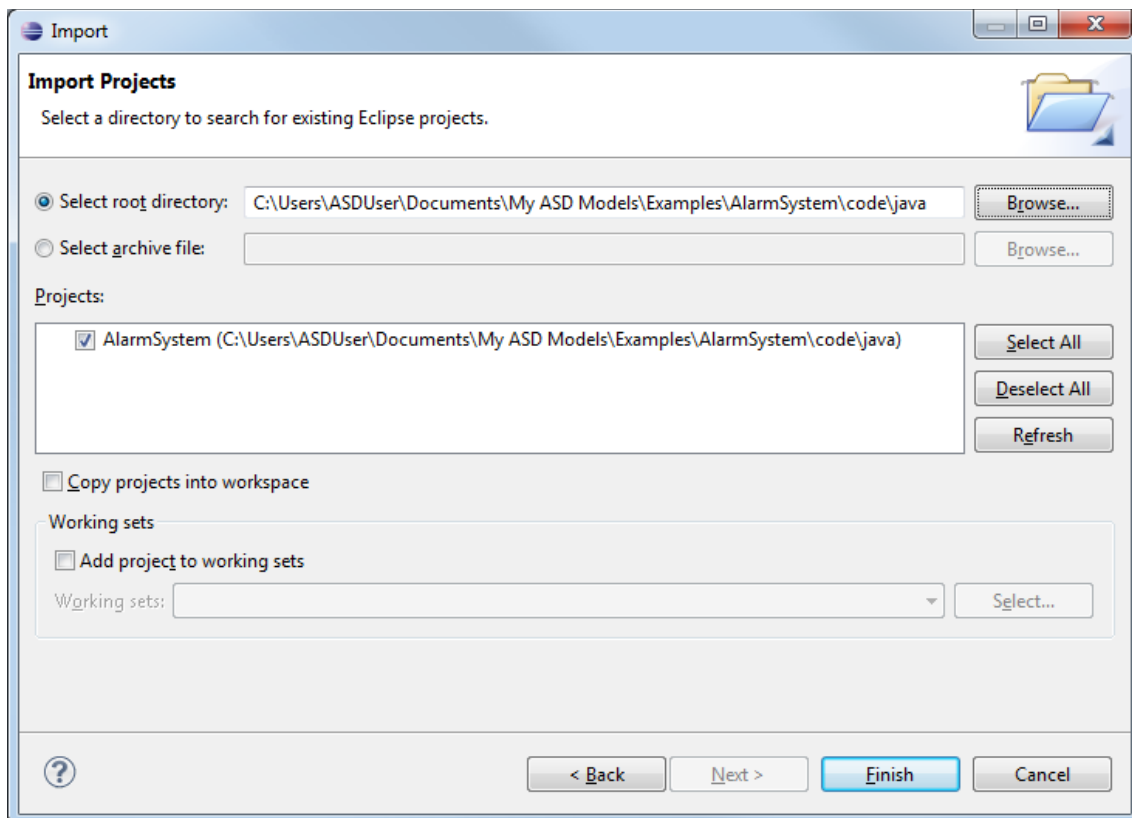 Import
Import Projects
Select a directory to search for existing Eclipse projects.
Select root directory: C:\Users\ASDUser\Documents\My ASD Models\Examples\AlarmSystem\code\java Browse...
Select archive file: Browse...
Projects:
AlarmSystem (C:\Users\ASDUser\Documents\My ASD Models\Examples\AlarmSystem\code\java) Select All
Deselect All
Refresh
Copy projects into workspace
Working sets
Add project to working sets
Working sets: Select...
? < Back Next > Finish Cancel